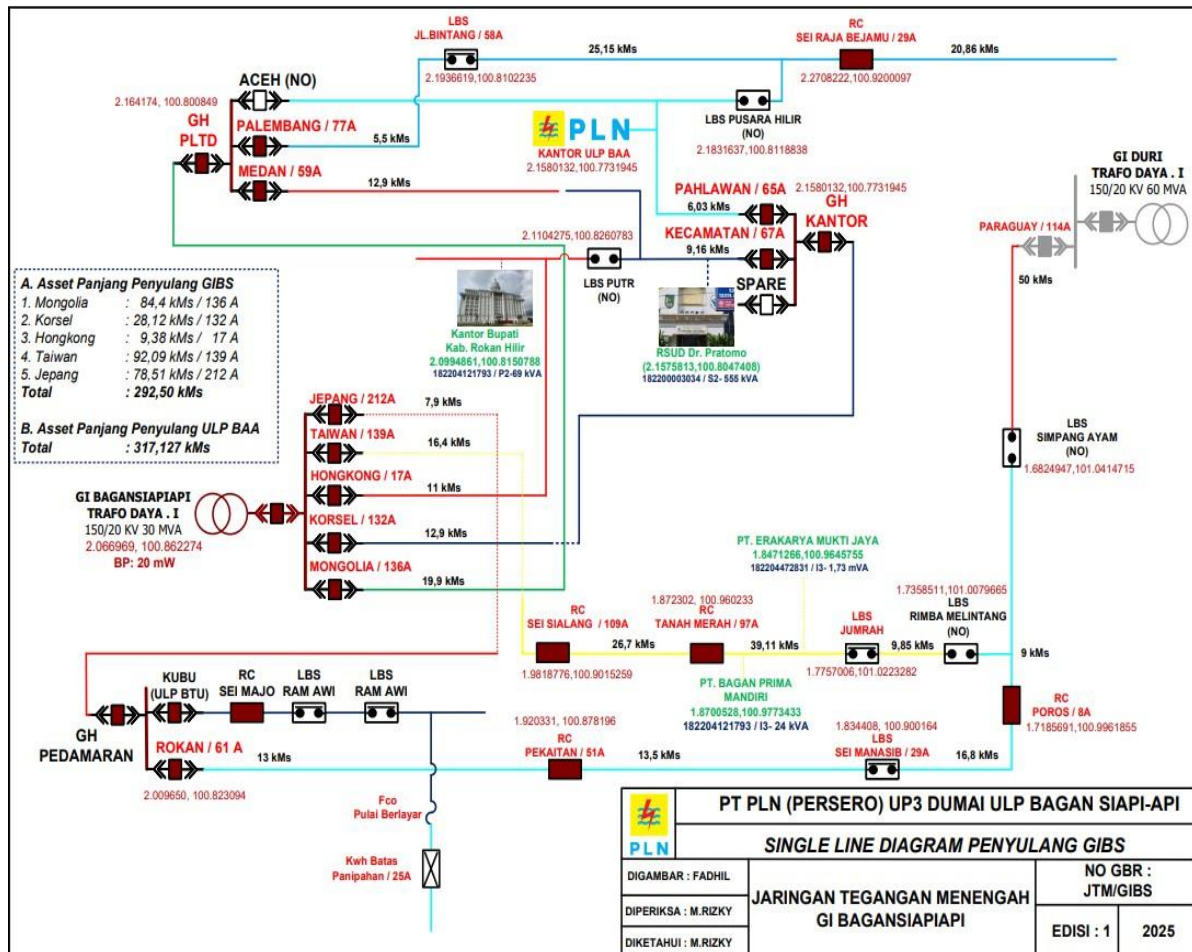 LBS
JL.BINTANG / 58A
25,15 kMs
2.1936619,100.8102235
RC
SEI RAJA BEJAMU / 29A
20,86 kMs
2.2708222,100.9200097
ACEH (NO)
2.164174, 100.800849
GH
PLTD
PALEMBANG / 77A
5,5 kMs
MEDAN / 59A
12,9 kMs
PLN
KANTOR ULP BAA
2.1580132,100.7731945
LBS PUSARA HILIR
(NO)
2.1831637,100.8118838
PAHLAWAN / 65A
6,03 kMs
2.1580132,100.7731945
GH
KANTOR
KECAMATAN / 67A
9,16 kMs
SPARE
GI DURI
TRAFO DAYA . I
150/20 KV 60 MVA
PARAGUAY / 114A
50 kMs
2.1104275,100.8260783
LBS PUTR
(NO)
Kantor Bupati
Kab. Rokan Hilir
2.0994861,100.8150788
182204121793 / P2-69 kVA
RSUD Dr. Pratomo
(2.1575813,100.8047408)
182200003034 / S2- 555 kVA
A. Asset Panjang Penyulang GIBS
1. Mongolia : 84,4 kMs / 136 A
2. Korsel : 28,12 kMs / 132 A
3. Hongkong : 9,38 kMs / 17 A
4. Taiwan : 92,09 kMs / 139 A
5. Jepang : 78,51 kMs / 212 A
Total : 292,50 kMs
B. Asset Panjang Penyulang ULP BAA
Total : 317,127 kMs
JEPANG / 212A
7,9 kMs
TAIWAN / 139A
16,4 kMs
HONGKONG / 17A
11 kMs
KORSEL / 132A
12,9 kMs
MONGOLIA / 136A
19,9 kMs
GI BAGANSIAPIAPI
TRAFO DAYA . I
150/20 KV 30 MVA
2.066969, 100.862274
BP: 20 mW
LBS
SIMPANG AYAM
(NO)
1.6824947,101.0414715
PT. ERAKARYA MUKTI JAYA
1.8471266,100.9645755
182204472831 / I3- 1,73 mVA
RC
SEI SIALANG / 109A
1.9818776,100.9015259
26,7 kMs
1.872302, 100.960233
RC
TANAH MERAH / 97A
39,11 kMs
LBS
JUMRAH
1.7757006,101.0223282
9,85 kMs
1.7358511,101.0079665
LBS
RIMBA MELINTANG
(NO)
9 kMs
PT. BAGAN PRIMA
MANDIRI
1.8700528,100.9773433
182204121793 / I3- 24 kVA
RC
POROS / 8A
1.7185691,100.9961855
GH
PEDAMARAN
KUBU
(ULP BTU)
RC
SEI MAJO
LBS
RAM AWI
LBS
RAM AWI
ROKAN / 61 A
13 kMs
2.009650, 100.823094
1.920331, 100.878196
RC
PEKAITAN / 51A
13,5 kMs
1.834408, 100.900164
LBS
SEI MANASIB / 29A
16,8 kMs
Fco
Pulai Berlayar
Kwh Batas
Panipahan / 25A
PLN
PT PLN (PERSERO) UP3 DUMAI ULP BAGAN SIAPI-API
SINGLE LINE DIAGRAM PENYULANG GIBS
DIGAMBAR : FADHIL
DIPERIKSA : M.RIZKY
DIKETAHUI : M.RIZKY
JARINGAN TEGANGAN MENENGAH
GI BAGANSIAPIAPI
NO GBR :
JTM/GIBS
EDISI : 1
2025